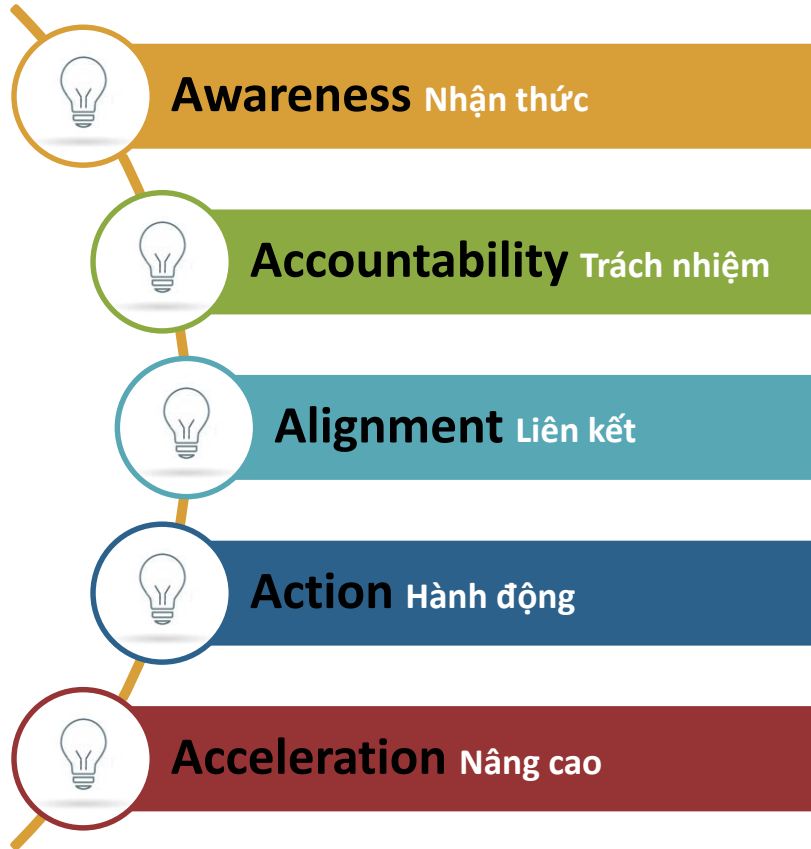 Awareness Nhận thức
Accountability Trách nhiệm
Alignment Liên kết
Action Hành động
Acceleration Nâng cao